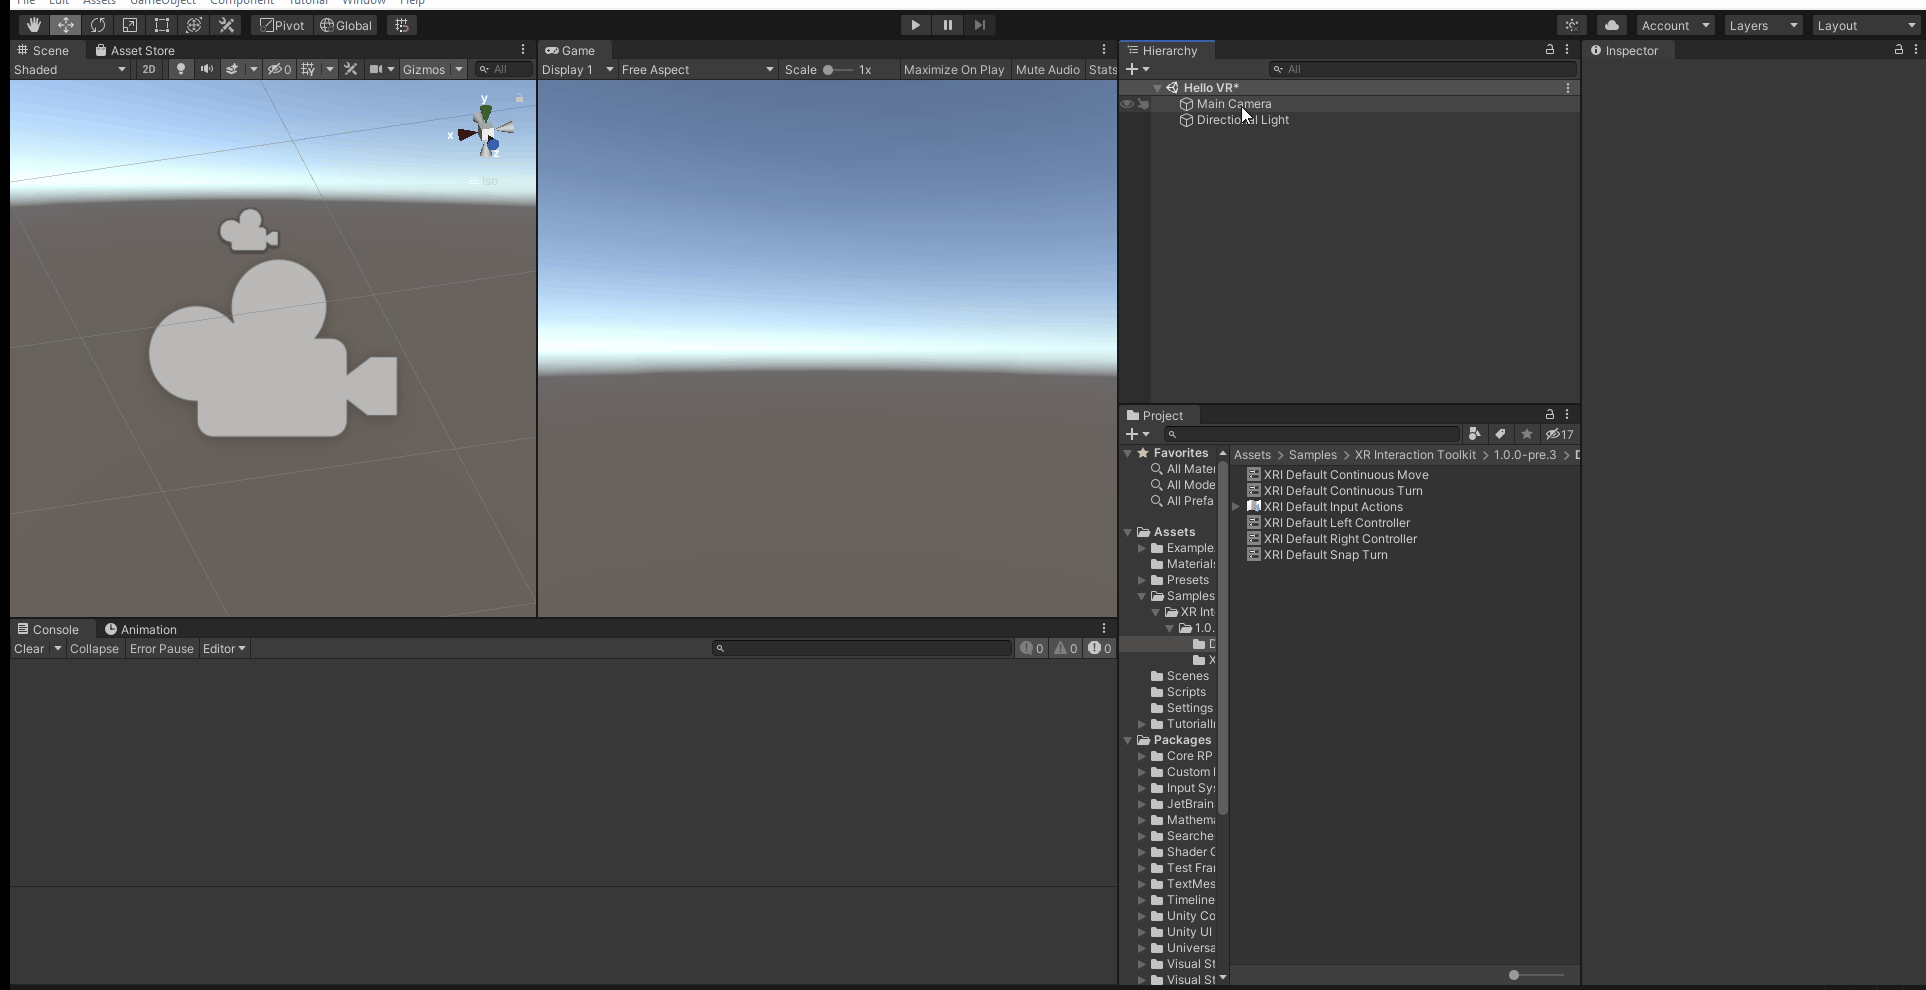 File Edit Assets GameObject Component Tutorial Window Help
Pivot Global Account Layers Layout
Scene Asset Store
Shaded 2D 0 Gizmos All
y
x
z
Iso
Game
Display 1 Free Aspect Scale 1x Maximize On Play Mute Audio Stats
Hierarchy
All
Hello VR*
Main Camera
Directional Light
Inspector
Project
17
Favorites
All Mater
All Mode
All Prefa
Assets
Example
Material
Presets
Samples
XR Int
1.0.
D
X
Scenes
Scripts
Settings
TutorialI
Packages
Core RP
Custom
Input Sy
JetBrain
Mathema
Searche
Shader G
Test Fra
TextMes
Timeline
Unity Co
Unity UI
Universa
Visual St
Visual St
Assets > Samples > XR Interaction Toolkit > 1.0.0-pre.3 > D
XRI Default Continuous Move
XRI Default Continuous Turn
XRI Default Input Actions
XRI Default Left Controller
XRI Default Right Controller
XRI Default Snap Turn
Console Animation
Clear Collapse Error Pause Editor 0 0 0